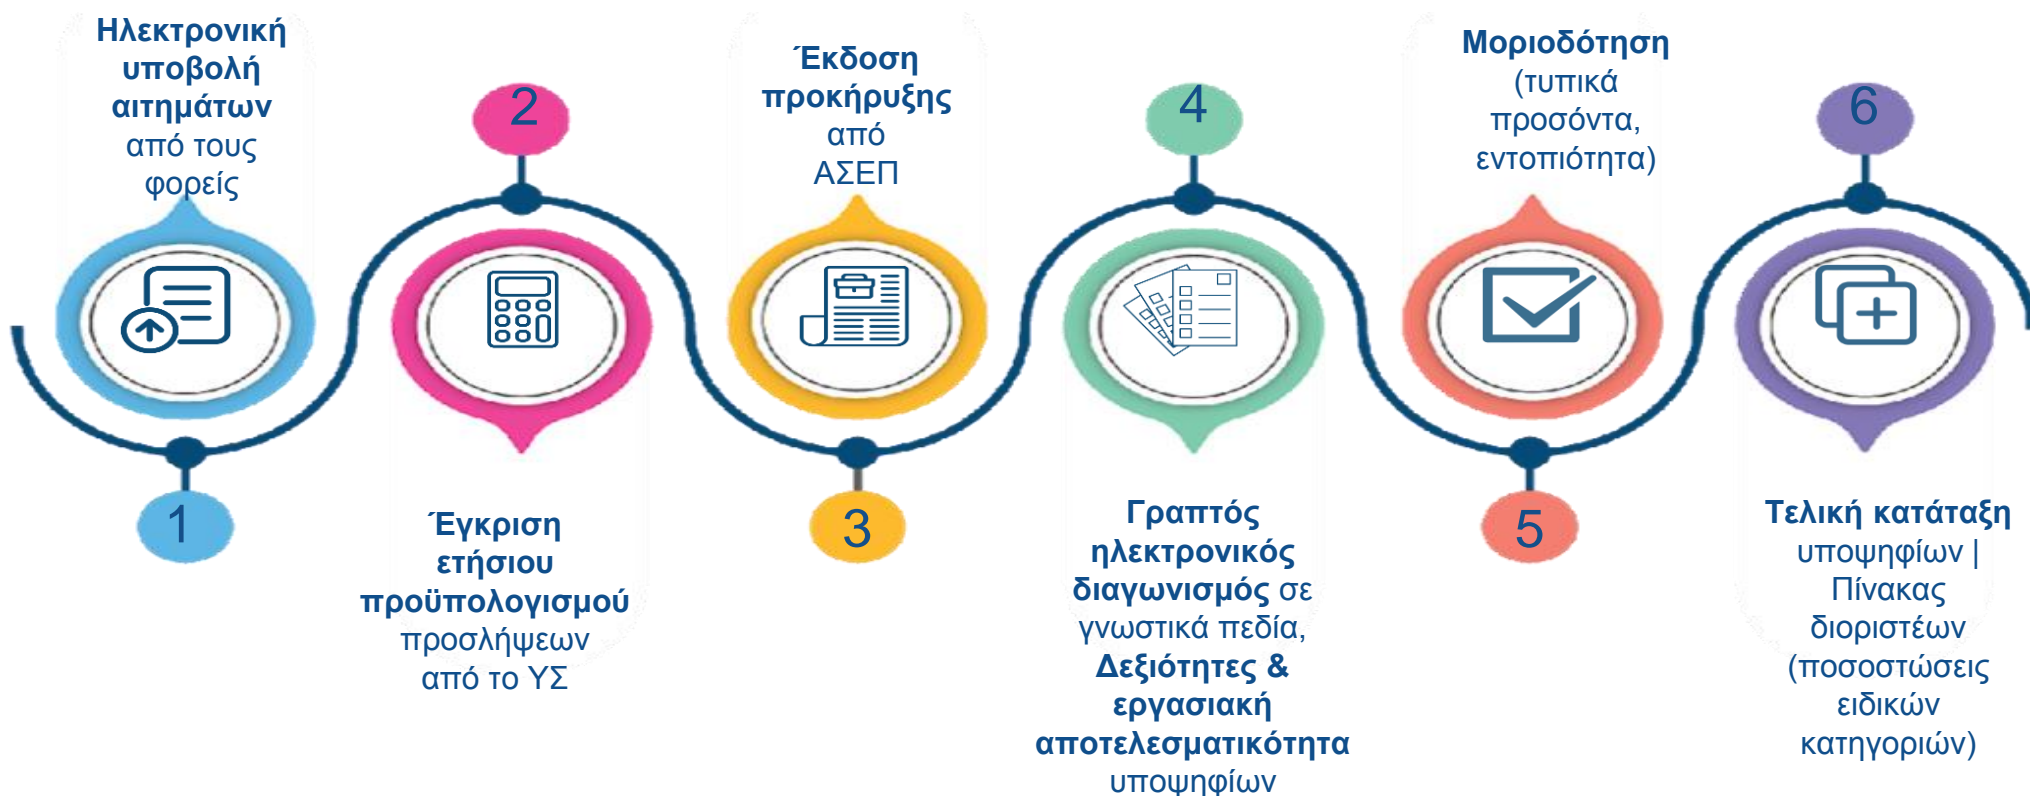 Ηλεκτρονική
υποβολή
αιτημάτων
από τους
φορείς
1
2
Έγκριση
ετήσιου
προϋπολογισμού
προσλήψεων
από το ΥΣ
Έκδοση
προκήρυξης
από
ΑΣΕΠ
3
4
Γραπτός
ηλεκτρονικός
διαγωνισμός σε
γνωστικά πεδία,
Δεξιότητες &
εργασιακή
αποτελεσματικότητα
υποψηφίων
Μοριοδότηση
(τυπικά
προσόντα,
εντοπιότητα)
5
6
Τελική κατάταξη
υποψηφίων |
Πίνακας
διοριστέων
(ποσοστώσεις
ειδικών
κατηγοριών)